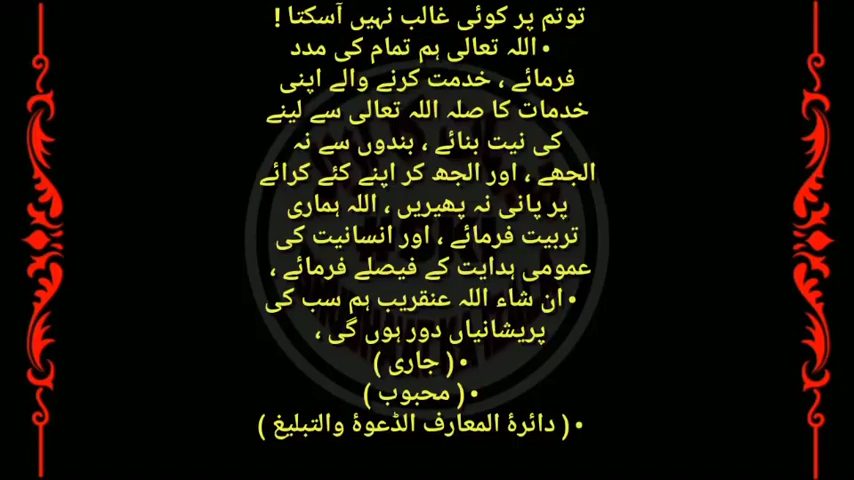 توتم پر کوئی غالب نہیں آسکتا !
• اللہ تعالی ہم تمام کی مدد
فرمائے ، خدمت کرنے والے اپنی
خدمات کا صلہ اللہ تعالی سے لینے
کی نیت بنائے ، بندوں سے نہ
الجھے ، اور الجھ کر اپنے کئے کرائے
پر پانی نہ پھیریں ، اللہ ہماری
تربیت فرمائے ، اور انسانیت کی
عمومی ہدایت کے فیصلے فرمائے ،
• ان شاء اللہ عنقریب ہم سب کی
پریشانیاں دور ہوں گی ،
• ( جاری )
• ( محبوب )
• ( دائرۂ المعارف الڈعوۂ والتبلیغ )